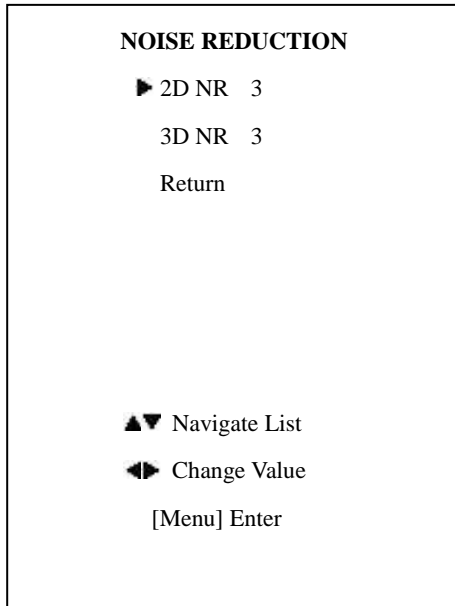 NOISE REDUCTION
▶ 2D NR 3
3D NR 3
Return
▲▼ Navigate List
◀▶ Change Value
[Menu] Enter